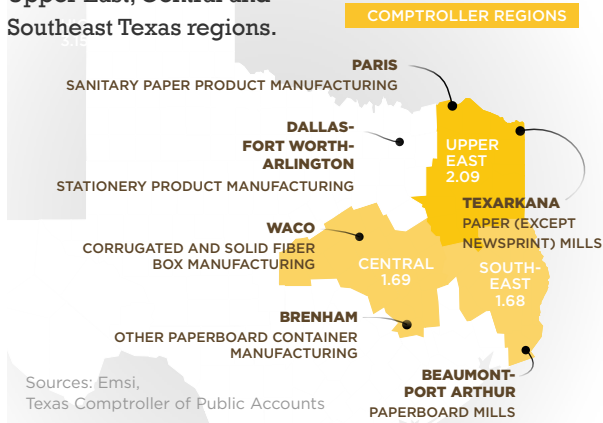 Upper East, Central and
Southeast Texas regions.
COMPTROLLER REGIONS
PARIS
SANITARY PAPER PRODUCT MANUFACTURING
DALLAS-
FORT WORTH-
ARLINGTON
STATIONERY PRODUCT MANUFACTURING
UPPER
EAST
2.09
TEXARKANA
PAPER (EXCEPT
NEWSPRINT) MILLS
WACO
CORRUGATED AND SOLID FIBER
BOX MANUFACTURING
CENTRAL
1.69
SOUTH-
EAST
1.68
BRENHAM
OTHER PAPERBOARD CONTAINER
MANUFACTURING
BEAUMONT-
PORT ARTHUR
PAPERBOARD MILLS
Sources: Emsi,
Texas Comptroller of Public Accounts